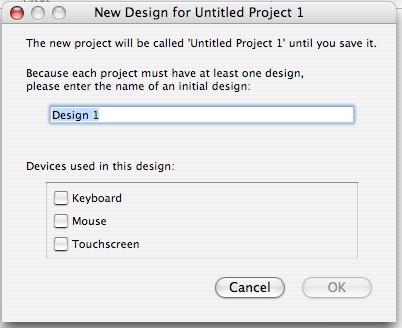 New Design for Untitled Project 1
The new project will be called 'Untitled Project 1' until you save it.
Because each project must have at least one design,
please enter the name of an initial design:
Design 1
Devices used in this design:
Keyboard
Mouse
Touchscreen
Cancel
OK